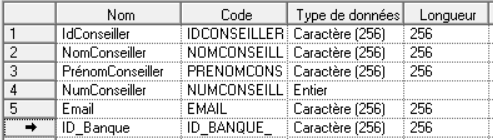 Nom Code Type de données Longueur
1 IdConseiller IDCONSEILLER Caractère (256) 256
2 NomConseiller NOMCONSEILL Caractère (256) 256
3 PrénomConseiller PRENOMCONS Caractère (256) 256
4 NumConseiller NUMCONSEILL Entier
5 Email EMAIL Caractère (256) 256
ID_Banque ID_BANQUE_ Caractère (256) 256